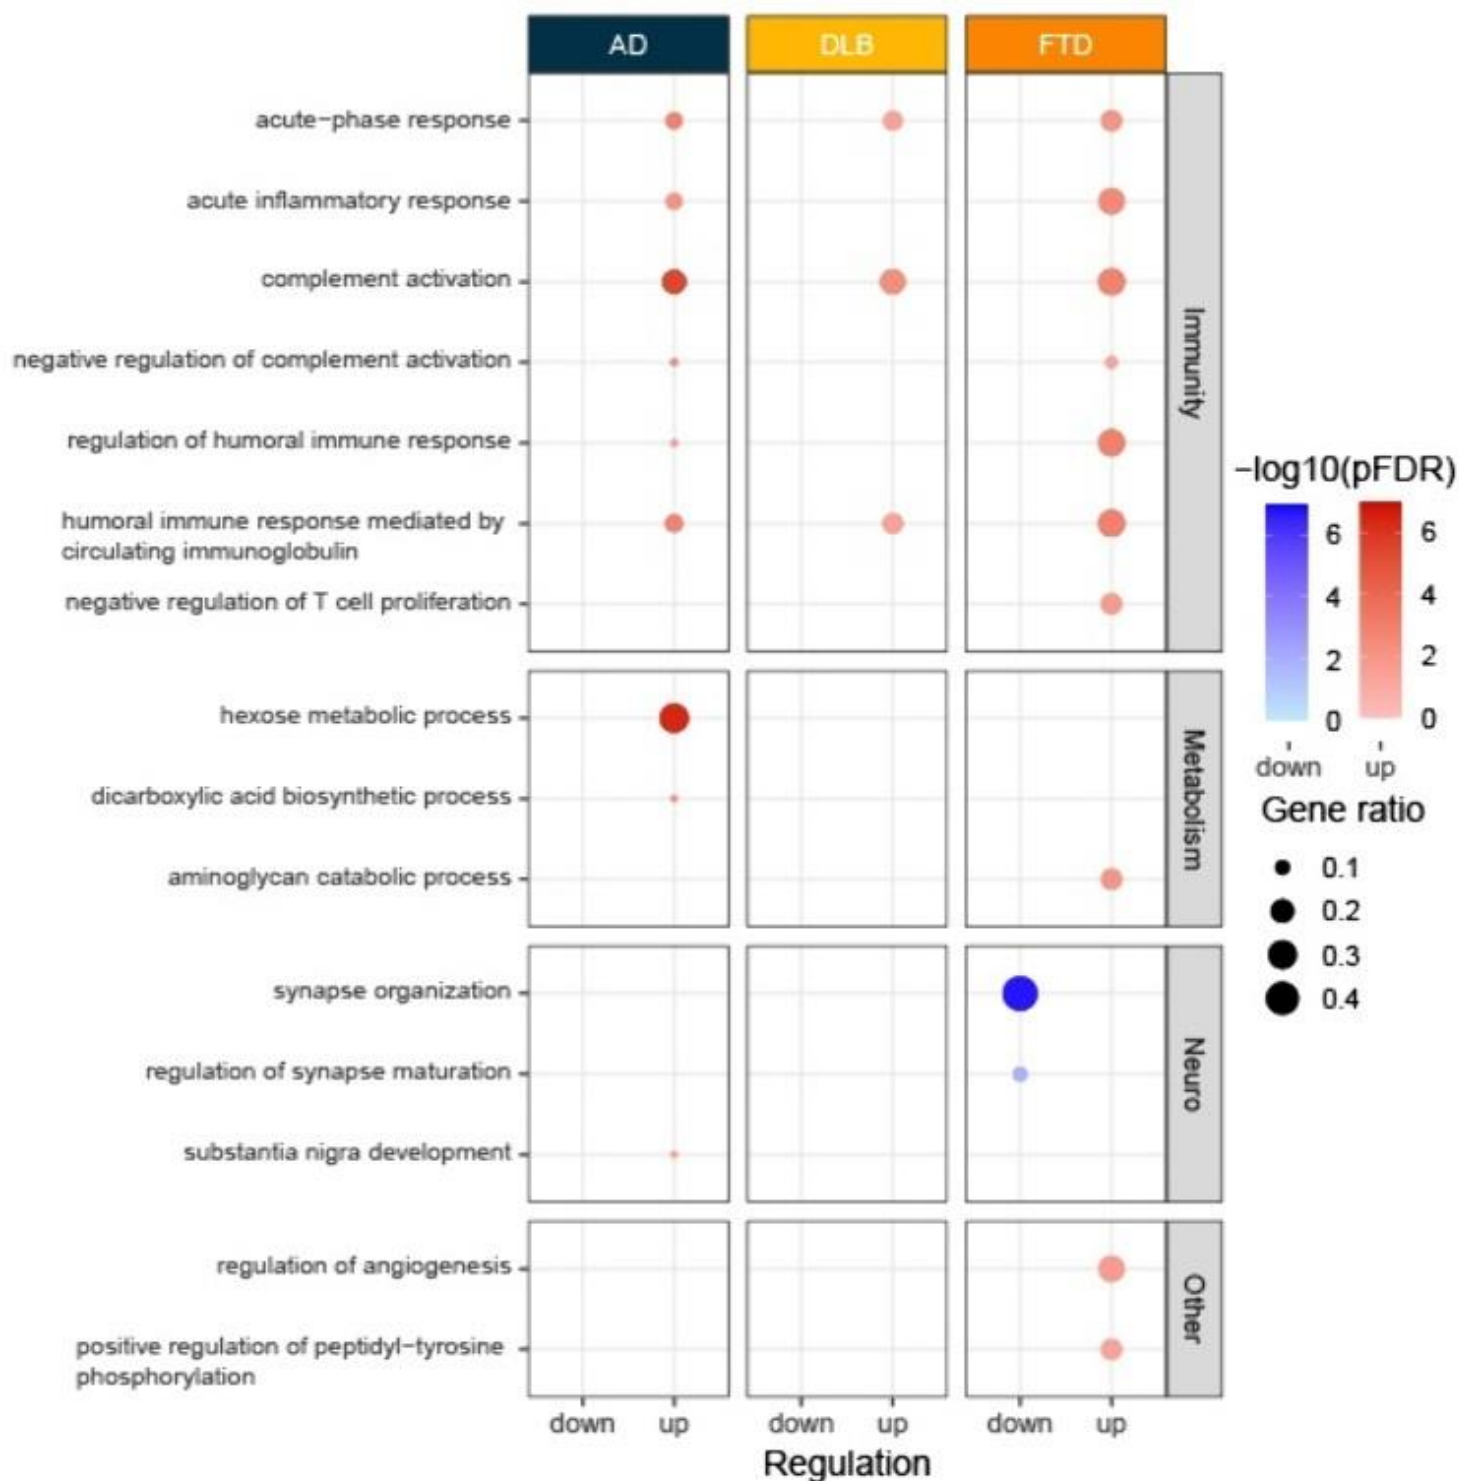 AD DLB FTD
acute-phase response
acute inflammatory response
complement activation
negative regulation of complement activation
regulation of humoral immune response
humoral immune response mediated by
circulating immunoglobulin
negative regulation of T cell proliferation
Immunity
hexose metabolic process
dicarboxylic acid biosynthetic process
aminoglycan catabolic process
Metabolism
synapse organization
regulation of synapse maturation
substantia nigra development
Neuro
regulation of angiogenesis
positive regulation of peptidyl-tyrosine
phosphorylation
Other
down up down up down up
Regulation
-log10(pFDR)
6 6
4 4
2 2
0 0
down up
Gene ratio
0.1
0.2
0.3
0.4